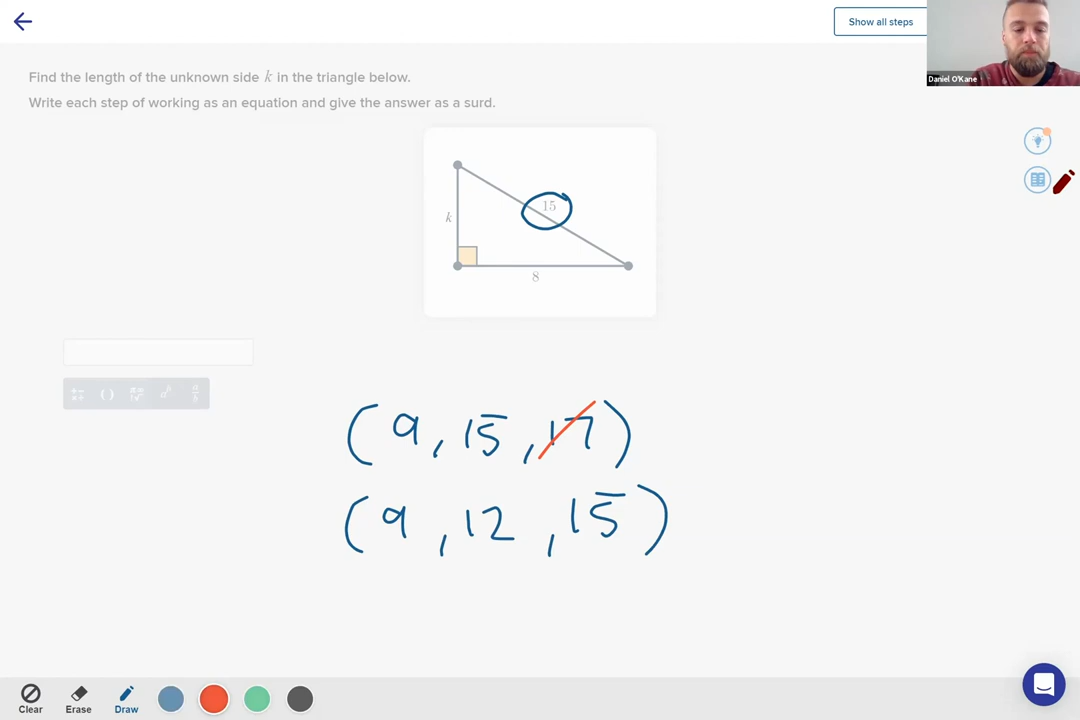 Show all steps
Daniel O'Kane
Find the length of the unknown side k in the triangle below.
Write each step of working as an equation and give the answer as a surd.
15
k
8
(9, 15, 17)
(9, 12, 15)
Clear
Erase
Draw